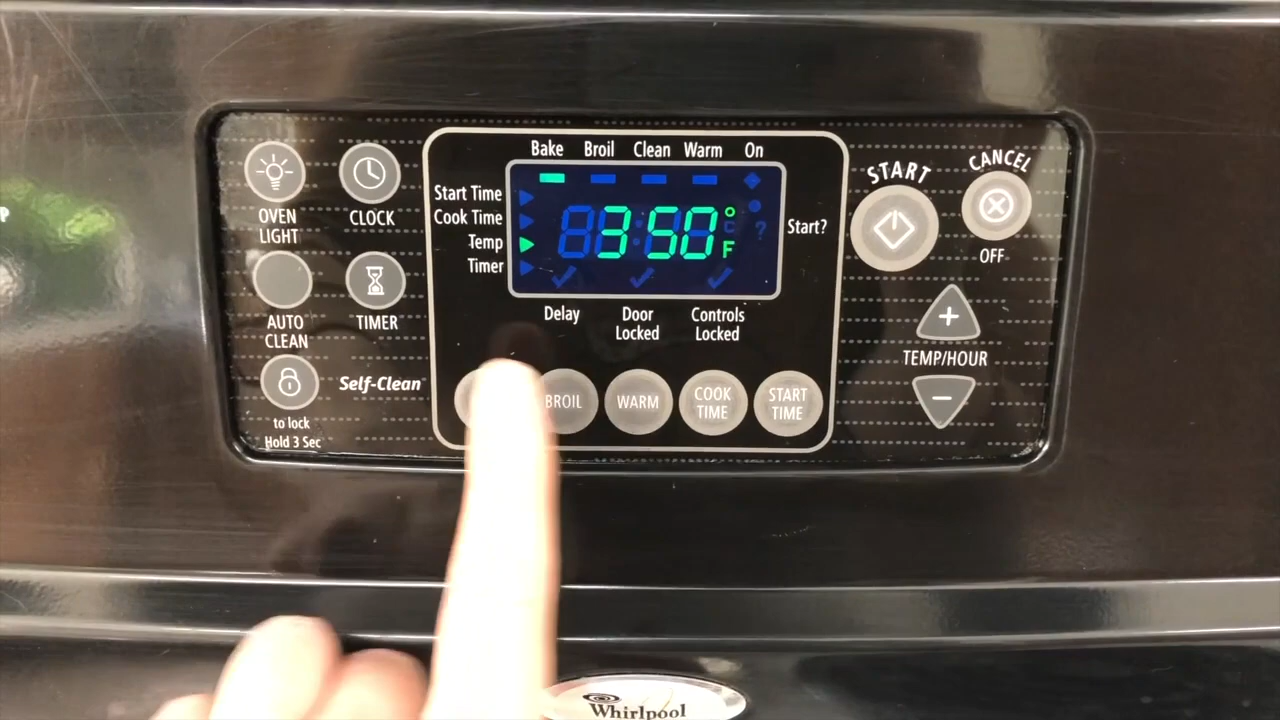 Bake Broil Clean Warm On
Start Time
Cook Time
Temp
Timer
350°F
Start?
Delay
Door
Locked
Controls
Locked
OVEN
LIGHT
CLOCK
AUTO
CLEAN
TIMER
Self-Clean
to lock
Hold 3 Sec
BROIL
WARM
COOK
TIME
START
TIME
START
CANCEL
OFF
+
TEMP/HOUR
−
Whirlpool